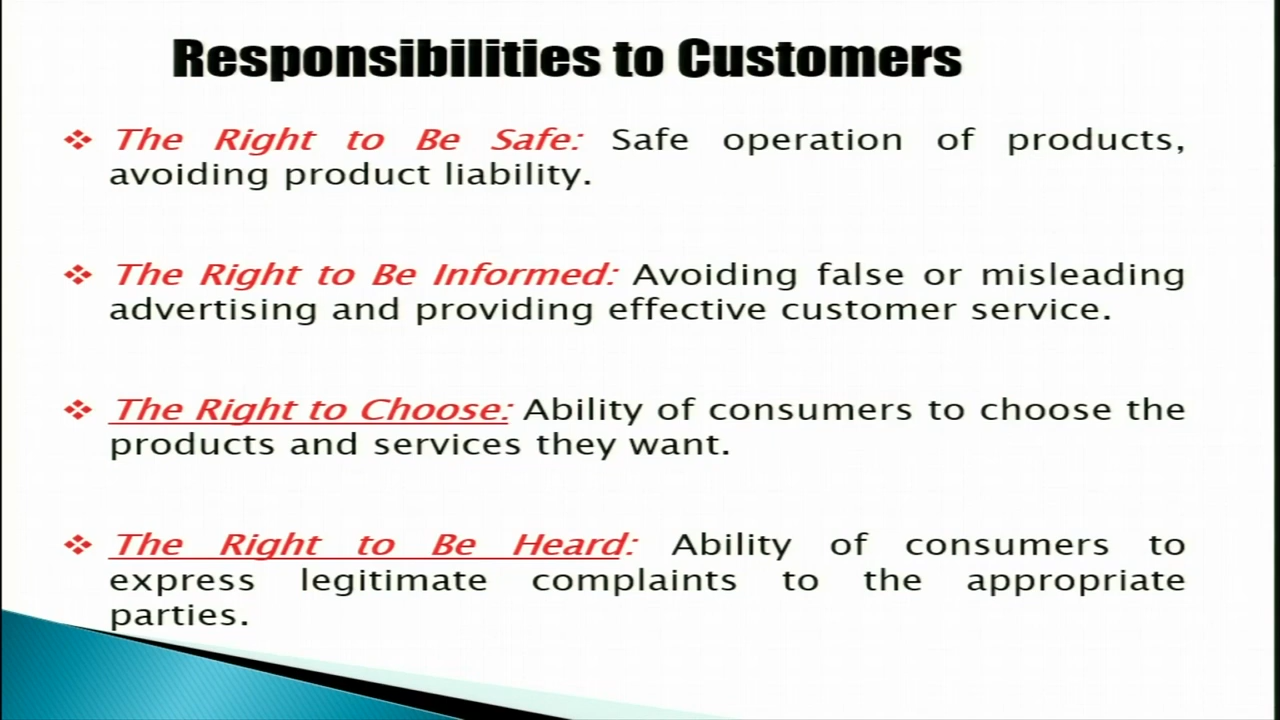 Responsibilities to Customers
The Right to Be Safe: Safe operation of products,
avoiding product liability.
The Right to Be Informed: Avoiding false or misleading
advertising and providing effective customer service.
The Right to Choose: Ability of consumers to choose the
products and services they want.
The Right to Be Heard: Ability of consumers to
express legitimate complaints to the appropriate
parties.